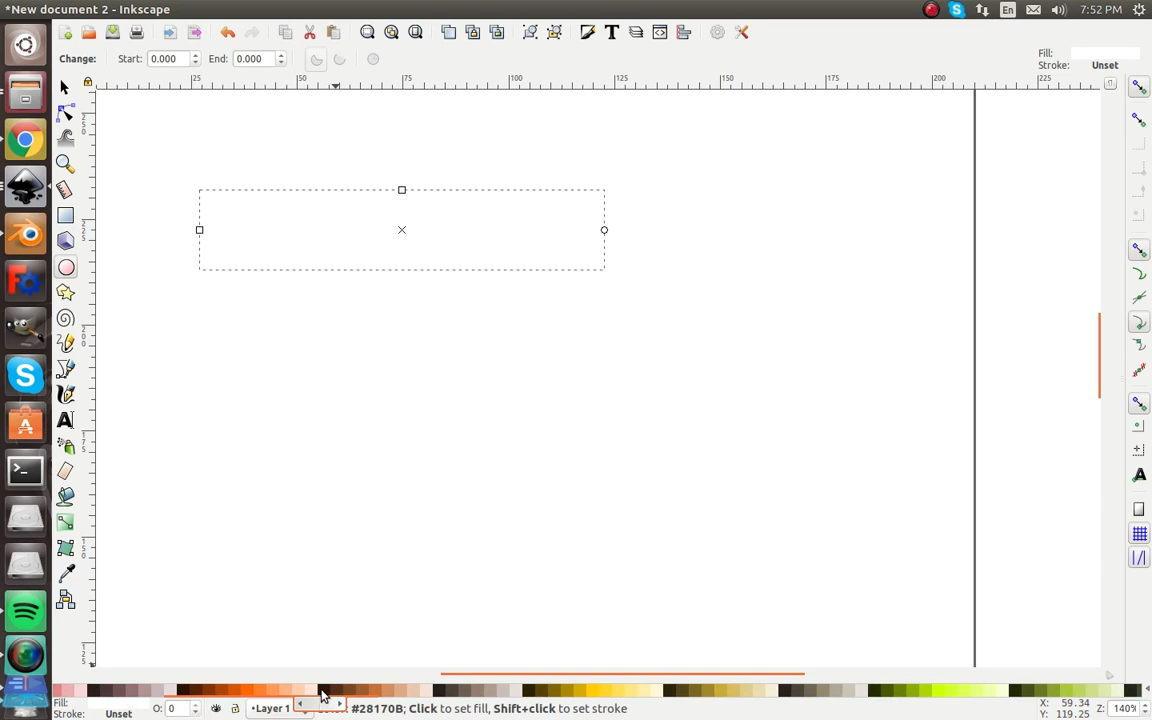 *New document 2 - Inkscape
En
7:52 PM
Change:
Start: 0.000
End: 0.000
Fill:
Stroke: Unset
25 50 75 100 125 150 175 200 225
Fill:
Stroke: Unset
O: 0
•Layer 1
#28170B; Click to set fill, Shift+click to set stroke
X: 59.34
Y: 119.25
Z: 140%